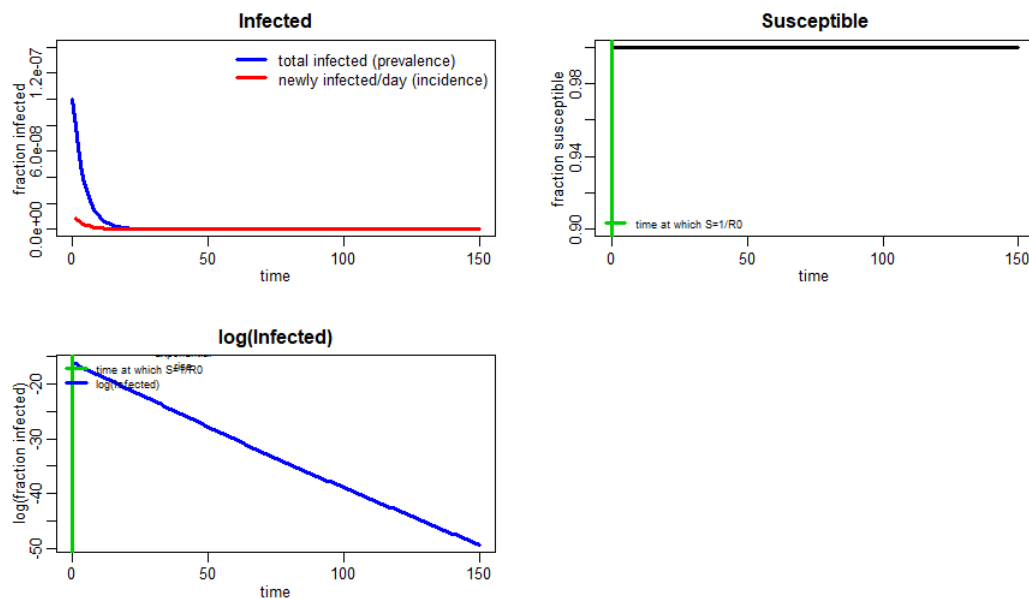 Infected
total infected (prevalence)
newly infected/day (incidence)
fraction infected
0.0e+00 6.0e-08 1.2e-07
0 50 100 150
time
Susceptible
fraction susceptible
0.90 0.94 0.98
time at which S=1/R0
0 50 100 150
time
log(Infected)
time at which S=1/R0
log(Infected)
log(fraction infected)
-50 -40 -30 -20
0 50 100 150
time